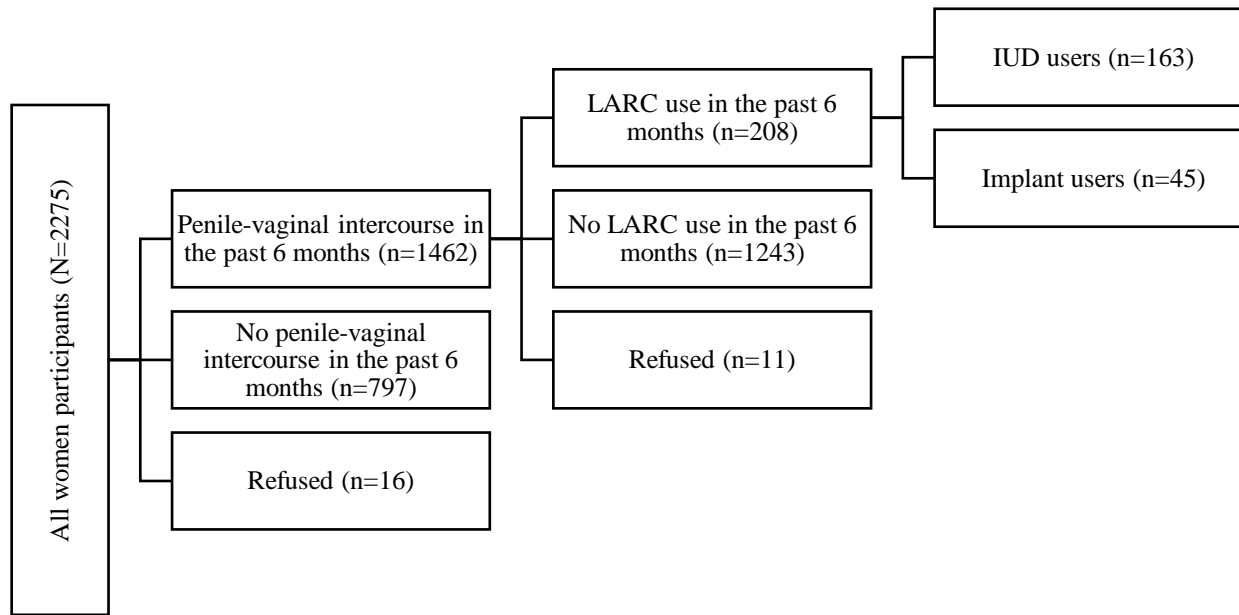 All women participants (N=2275)
Penile-vaginal intercourse in
the past 6 months (n=1462)
No penile-vaginal
intercourse in the past 6
months (n=797)
Refused (n=16)
LARC use in the past 6
months (n=208)
No LARC use in the past 6
months (n=1243)
Refused (n=11)
IUD users (n=163)
Implant users (n=45)